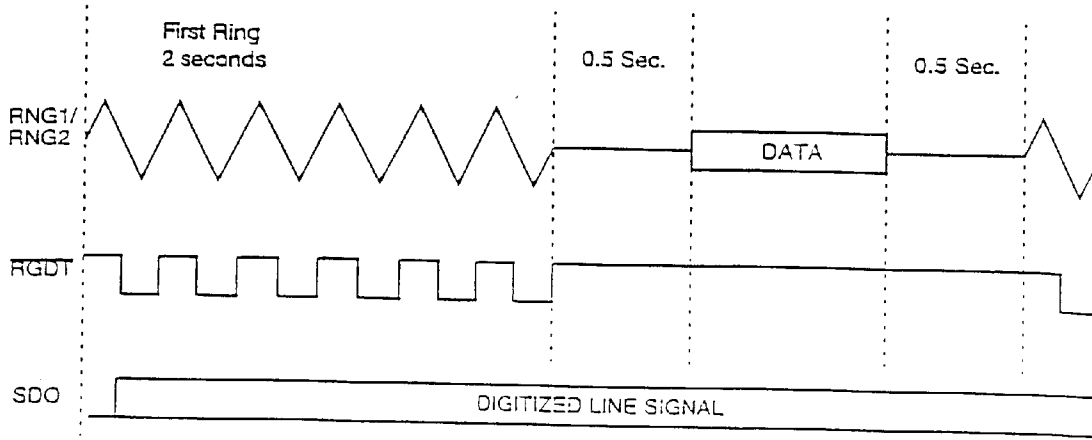 First Ring
2 seconds
0.5 Sec.
0.5 Sec.
RNG1/
RNG2
DATA
RGDT
SDO
DIGITIZED LINE SIGNAL